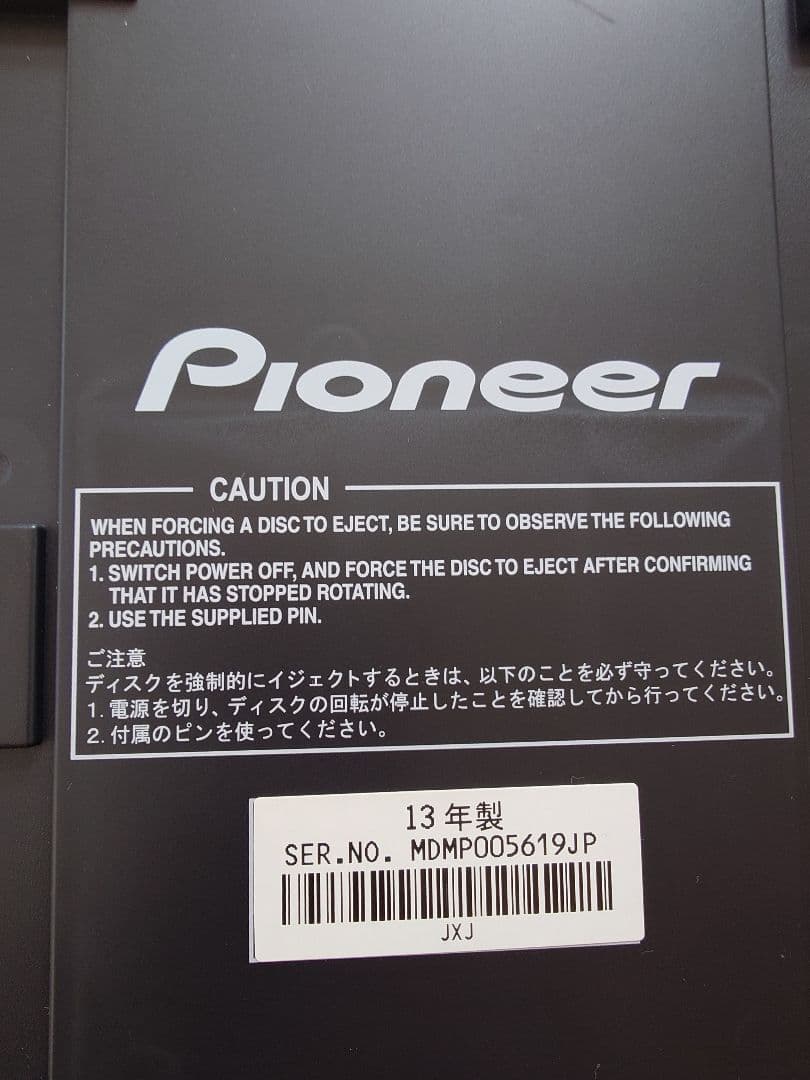 Pioneer
CAUTION
WHEN FORCING A DISC TO EJECT, BE SURE TO OBSERVE THE FOLLOWING
PRECAUTIONS.
1. SWITCH POWER OFF, AND FORCE THE DISC TO EJECT AFTER CONFIRMING
THAT IT HAS STOPPED ROTATING.
2. USE THE SUPPLIED PIN.
ご注意
ディスクを強制的にイジェクトするときは、以下のことを必ず守ってください。
1. 電源を切り、ディスクの回転が停止したことを確認してから行ってください。
2. 付属のピンを使ってください。
13 年製
SER.NO. MDMP005619JP
JXJ